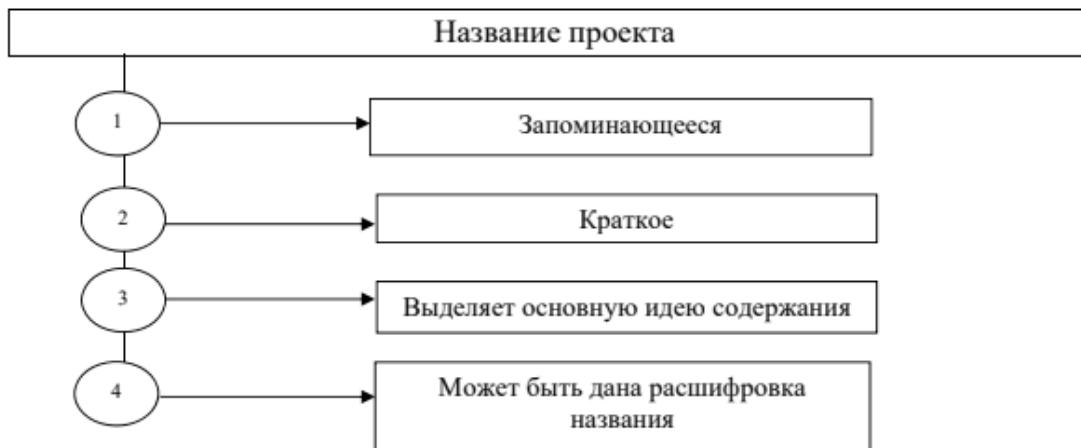 Название проекта
1
Запоминающееся
2
Краткое
3
Выделяет основную идею содержания
4
Может быть дана расшифровка
названия